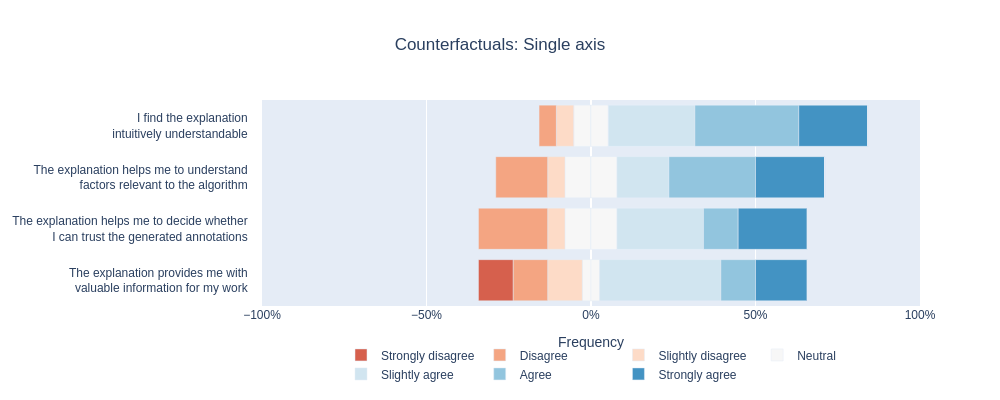 Counterfactuals: Single axis
I find the explanation
intuitively understandable
The explanation helps me to understand
factors relevant to the algorithm
The explanation helps me to decide whether
I can trust the generated annotations
The explanation provides me with
valuable information for my work
−100%
−50%
0%
50%
100%
Frequency
Strongly disagree
Disagree
Slightly disagree
Neutral
Slightly agree
Agree
Strongly agree